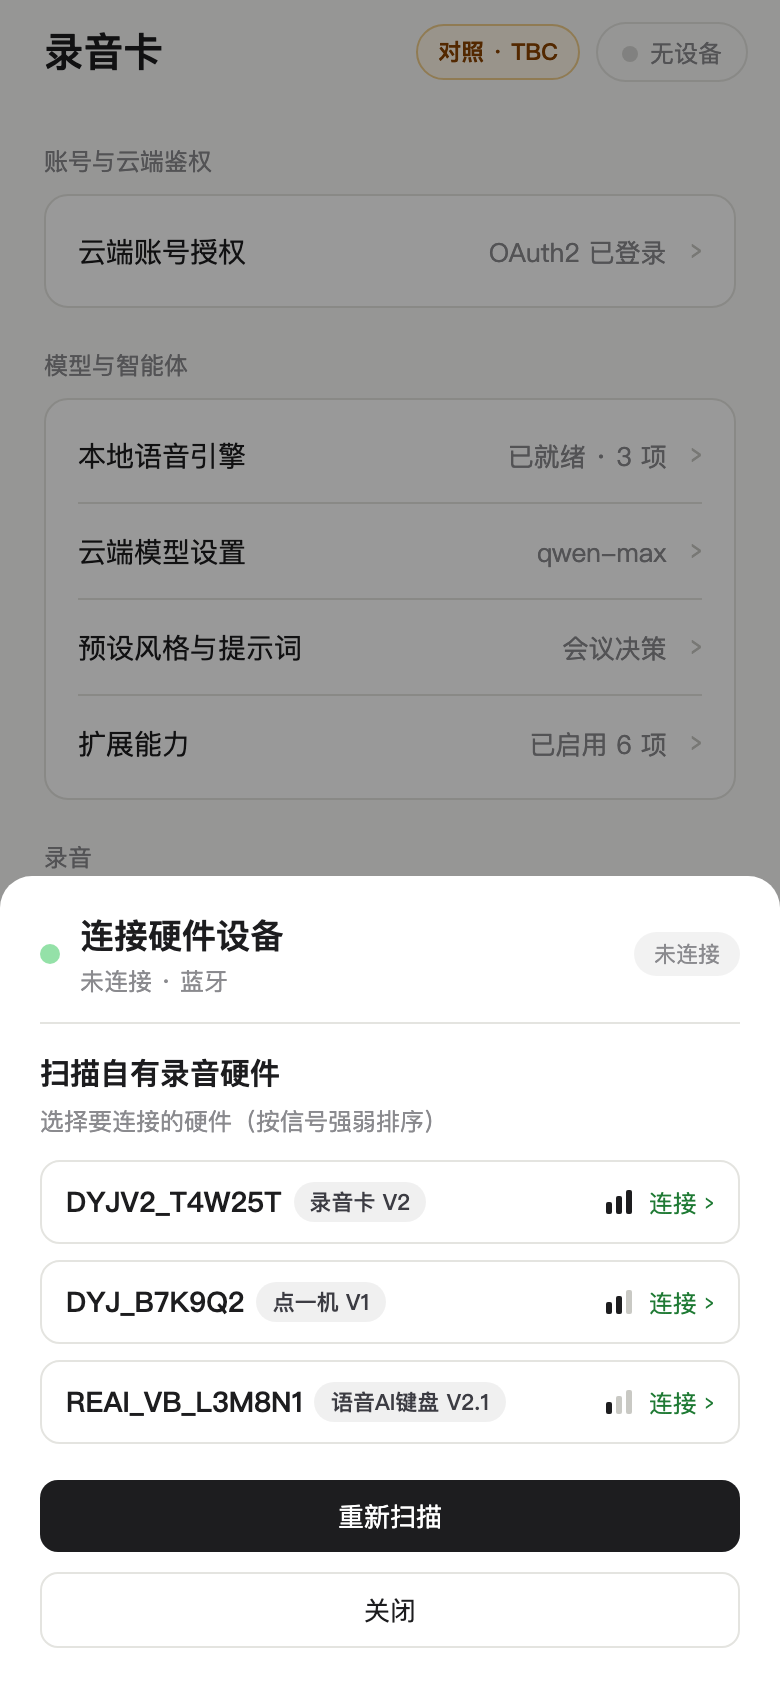 录音卡
对照 · TBC
无设备
账号与云端鉴权
云端账号授权
OAuth2 已登录 >
模型与智能体
本地语音引擎
已就绪 · 3 项 >
云端模型设置
qwen-max >
预设风格与提示词
会议决策 >
扩展能力
已启用 6 项 >
录音
连接硬件设备
未连接 · 蓝牙
未连接
扫描自有录音硬件
选择要连接的硬件（按信号强弱排序）
DYJV2_T4W25T 录音卡 V2 连接 >
DYJ_B7K9Q2 点一机 V1 连接 >
REAI_VB_L3M8N1 语音AI键盘 V2.1 连接 >
重新扫描
关闭